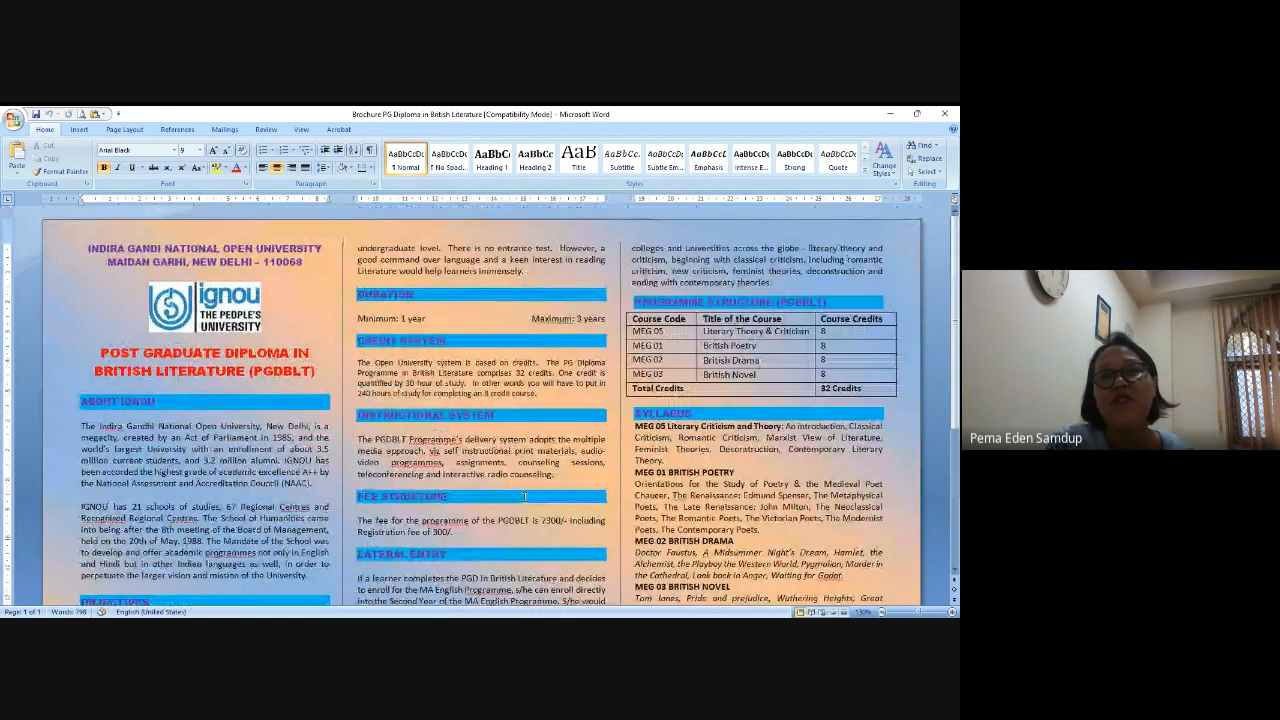 Brochure PG Diploma in British Literature [Compatibility Mode] - Microsoft Word
Home Insert Page Layout References Mailings Review View Acrobat
Paste
Cut
Copy
Format Painter
Clipboard
Arial Black 9
Font
Paragraph
AaBbCcDc AaBbCcDc AaBbCc AaBbCc AaB AaBbCc. AaBbCcDc AaBbCcL AaBbCcDc AaBbCcDc AaBbCcDc
¶ Normal ¶ No Spaci... Heading 1 Heading 2 Title Subtitle Subtle Em... Emphasis Intense E... Strong Quote
Styles
Change Styles
Find
Replace
Select
Editing
INDIRA GANDI NATIONAL OPEN UNIVERSITY
MAIDAN GARHI, NEW DELHI – 110068
ignou
THE PEOPLE'S
UNIVERSITY
POST GRADUATE DIPLOMA IN
BRITISH LITERATURE (PGDBLT)
ABOUT IGNOU
The Indira Gandhi National Open University, New Delhi, is a
megacity, created by an Act of Parliament in 1985, and the
world's largest University with an enrollment of about 3.5
million current students, and 3.2 million alumni. IGNOU has
been accorded the highest grade of academic excellence A++ by
the National Assessment and Accreditation Council (NAAC).
IGNOU has 21 schools of studies, 67 Regional Centres and
Recognised Regional Centres. The School of Humanities came
into being after the 8th meeting of the Board of Management,
held on the 20th of May, 1988. The Mandate of the School was
to develop and offer academic programmes not only in English
and Hindi but in other Indian languages as well, in order to
perpetuate the larger vision and mission of the University.
OBJECTIVES
undergraduate level. There is no entrance test. However, a
good command over language and a keen interest in reading
Literature would help learners immensely.
DURATION
Minimum: 1 year Maximum: 3 years
CREDIT SYSTEM
The Open University system is based on credits. The PG Diploma
Programme in British Literature comprises 32 credits. One credit is
quantified by 30 hour of study. In other words you will have to put in
240 hours of study for completing an 8 credit course.
INSTRUCTIONAL SYSTEM
The PGDBLT Programme's delivery system adopts the multiple
media approach, viz self instructional print materials, audio-
video programmes, assignments, counseling sessions,
teleconferencing and interactive radio counseling.
FEE STRUCTURE
The fee for the programme of the PGDBLT is 7300/- including
Registration fee of 300/.
LATERAL ENTRY
If a learner completes the PGD in British Literature and decides
to enroll for the MA English Programme, s/he can enroll directly
into the Second Year of the MA English Programme. S/he would
colleges and universities across the globe - literary theory and
criticism, beginning with classical criticism, including romantic
criticism, new criticism, feminist theories, deconstruction and
ending with contemporary theories.
PROGRAMME STRUCTURE (PGDBLT)
Course Code Title of the Course Course Credits
MEG 05 Literary Theory & Criticism 8
MEG 01 British Poetry 8
MEG 02 British Drama 8
MEG 03 British Novel 8
Total Credits 32 Credits
SYLLABUS
MEG 05 Literary Criticism and Theory: An introduction, Classical
Criticism, Romantic Criticism, Marxist View of Literature,
Feminist Theories, Deconstruction, Contemporary Literary
Theory.
MEG 01 BRITISH POETRY
Orientations for the Study of Poetry & the Medieval Poet
Chaucer, The Renaissance: Edmund Spenser, The Metaphysical
Poets, The Late Renaissance: John Milton, The Neoclassical
Poets, The Romantic Poets, The Victorian Poets, The Modernist
Poets, The Contemporary Poets.
MEG 02 BRITISH DRAMA
Doctor Faustus, A Midsummer Night's Dream, Hamlet, the
Alchemist, the Playboy the Western World, Pygmalian, Murder in
the Cathedral, Look back in Angar, Waiting for Godat.
MEG 03 BRITISH NOVEL
Tom Jones, Pride and prejudice, Wuthering Heights, Great
Page: 1 of 1 Words: 798 English (United States) 130%
Pema Eden Samdup